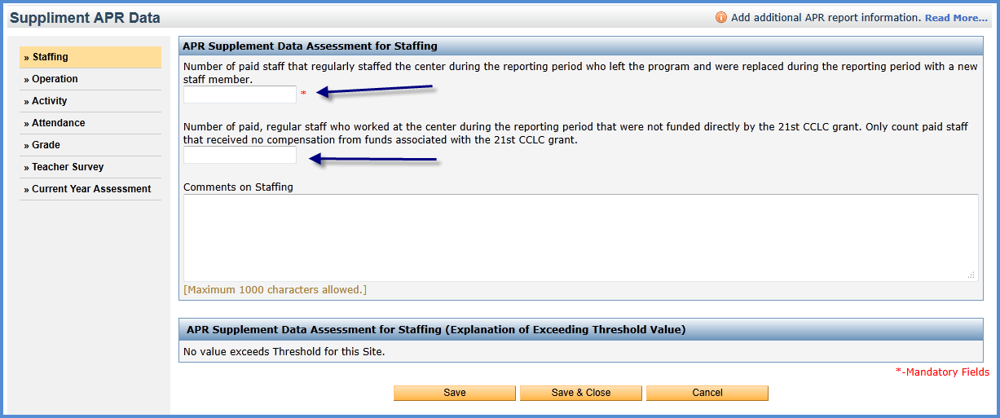 Suppliment APR Data
Add additional APR report information. Read More...
» Staffing
» Operation
» Activity
» Attendance
» Grade
» Teacher Survey
» Current Year Assessment
APR Supplement Data Assessment for Staffing
Number of paid staff that regularly staffed the center during the reporting period who left the program and were replaced during the reporting period with a new
staff member.
*
Number of paid, regular staff who worked at the center during the reporting period that were not funded directly by the 21st CCLC grant. Only count paid staff
that received no compensation from funds associated with the 21st CCLC grant.
Comments on Staffing
[Maximum 1000 characters allowed.]
APR Supplement Data Assessment for Staffing (Explanation of Exceeding Threshold Value)
No value exceeds Threshold for this Site.
*-Mandatory Fields
Save Save & Close Cancel